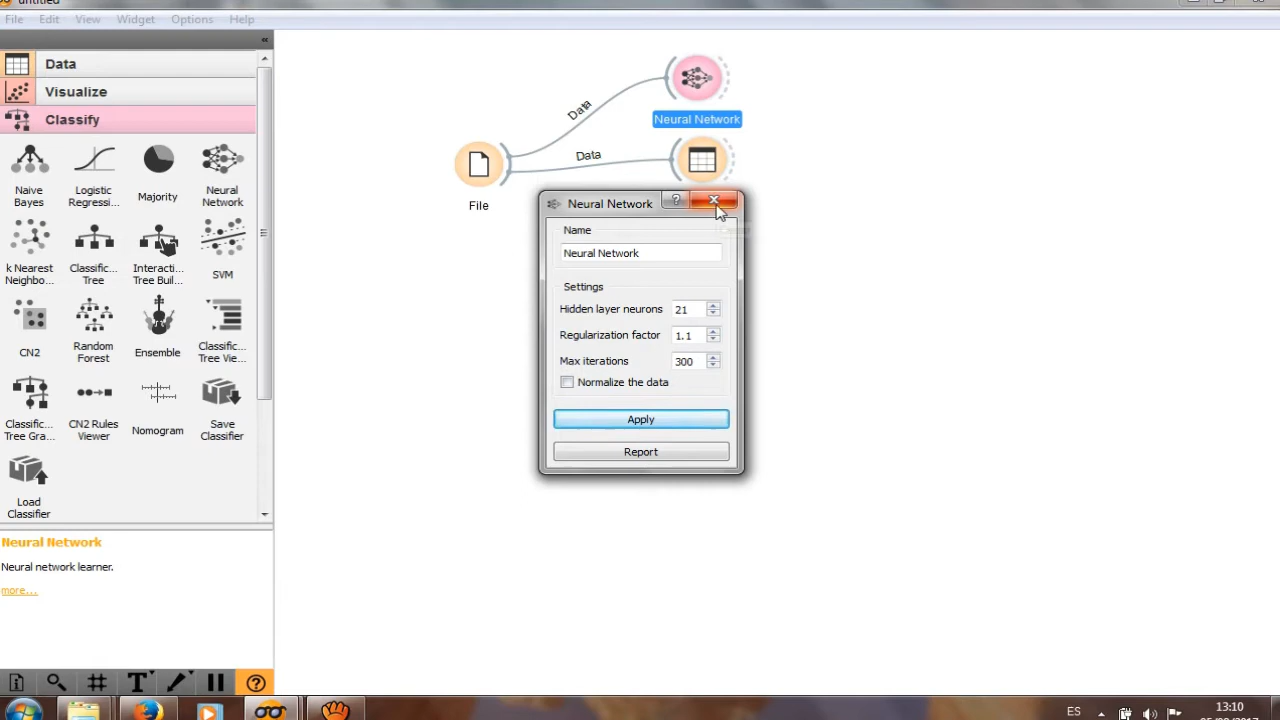 untitled
File Edit View Widget Options Help
«
Data
Visualize
Classify
Naive Bayes
Logistic Regressi...
Majority
Neural Network
k Nearest Neighbo...
Classific... Tree
Interacti... Tree Buil...
SVM
CN2
Random Forest
Ensemble
Classific... Tree Vie...
Classific... Tree Gra...
CN2 Rules Viewer
Nomogram
Save Classifier
Load Classifier
Neural Network
Neural network learner.
more...
Data
Neural Network
Data
File
Neural Network
Name
Neural Network
Settings
Hidden layer neurons 21
Regularization factor 1.1
Max iterations 300
Normalize the data
Apply
Report
ES 13:10